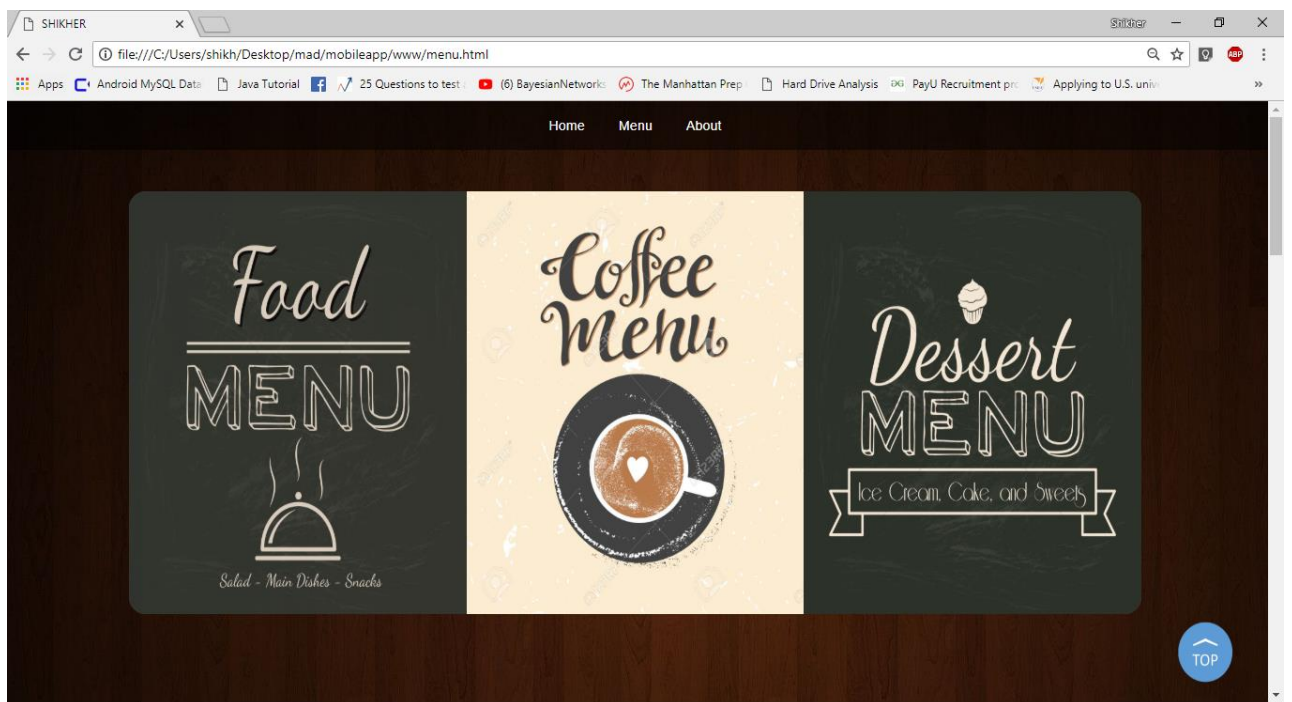 SHIKHER
Shikher
file:///C:/Users/shikh/Desktop/mad/mobileapp/www/menu.html
ABP
Apps Android MySQL Data Java Tutorial 25 Questions to test (6) BayesianNetworks The Manhattan Prep Hard Drive Analysis PayU Recruitment Applying to U.S.
Home Menu About
Food
MENU
Salad - Main Dishes - Snacks
Coffee
Menu
Dessert
MENU
Ice Cream, Cake, and Sweets
TOP